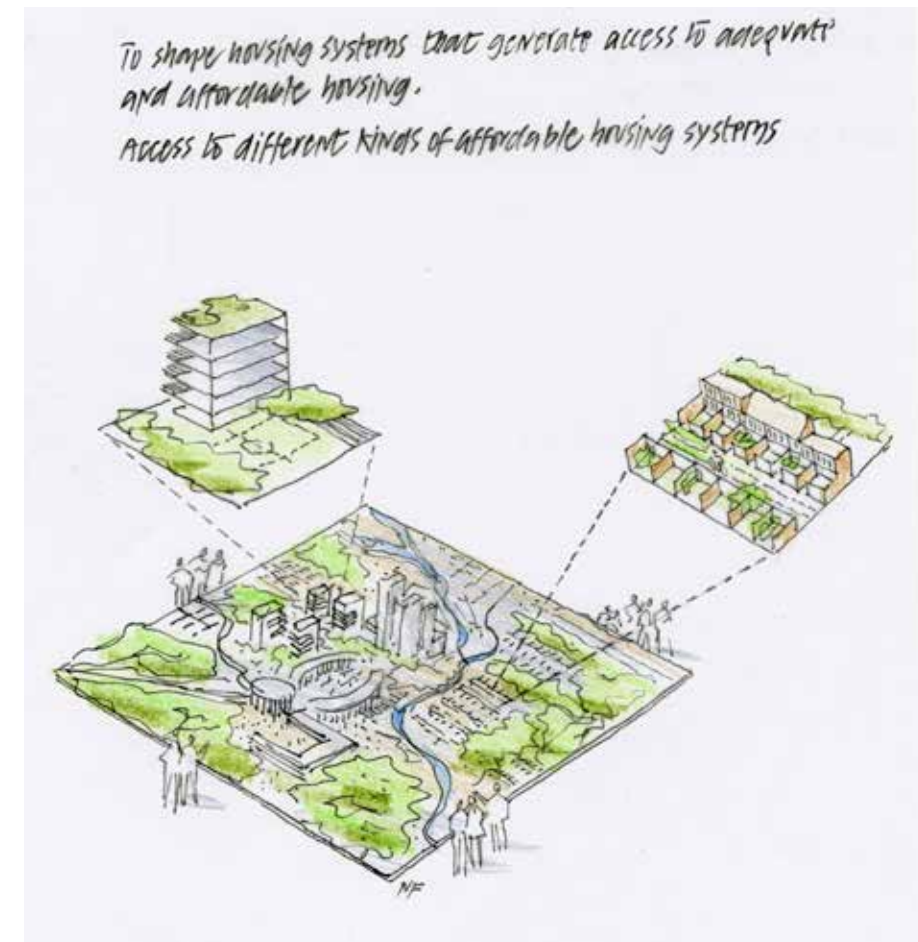 To shape housing systems that generate access to adequate
and affordable housing.
Access to different kinds of affordable housing systems
NF